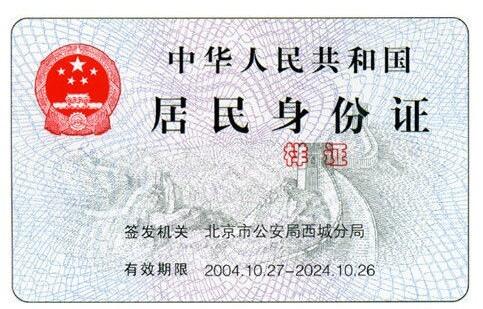 中华人民共和国
居民身份证
样证
签发机关 北京市公安局西城分局
有效期限 2004.10.27-2024.10.26